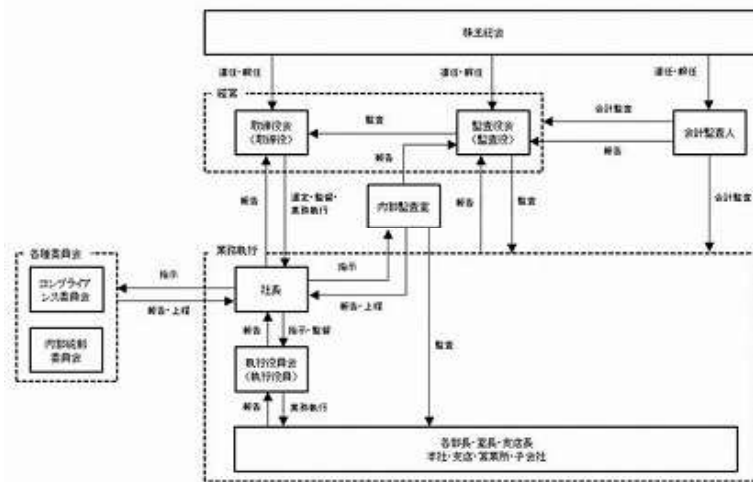 株主総会
選任・解任
選任・解任
選任・解任
経営
取締役会
(取締役)
監査
監査役会
(監査役)
会計監査
報告
会計監査人
報告
選定・監督・
業務執行
報告
内部監査室
報告
監査
会計監査
各種委員会
業務執行
コンプライ
アンス委員会
指示
社長
指示
報告・上程
報告・上程
内部統制
委員会
報告
指示・監督
監査
執行役員会
(執行役員)
報告
業務執行
各部長・室長・支店長
本社・支店・営業所・子会社